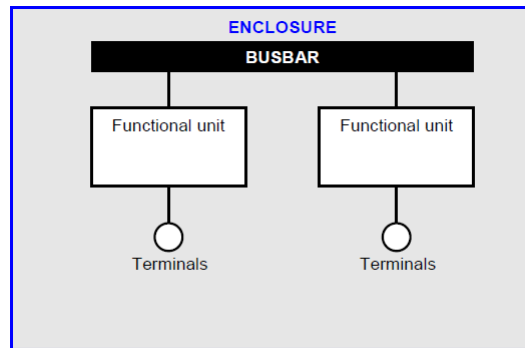 ENCLOSURE
BUSBAR
Functional unit
Functional unit
Terminals
Terminals